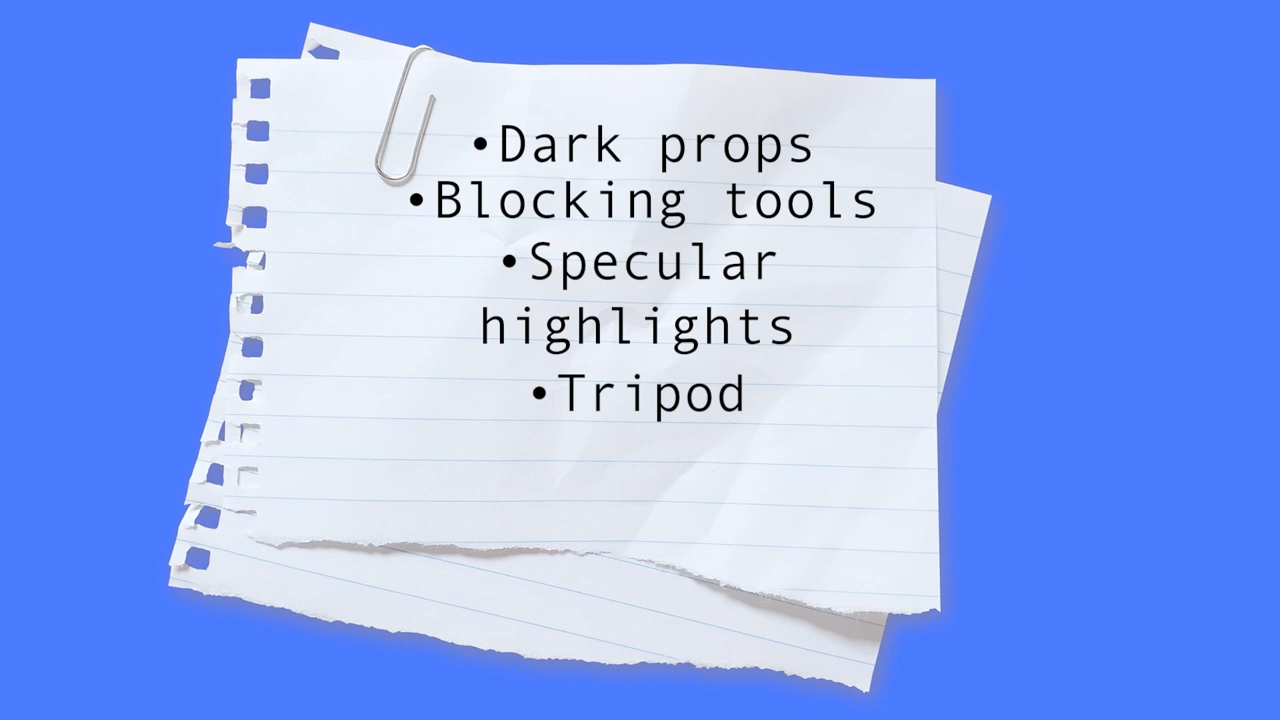 •Dark props
•Blocking tools
•Specular
highlights
•Tripod